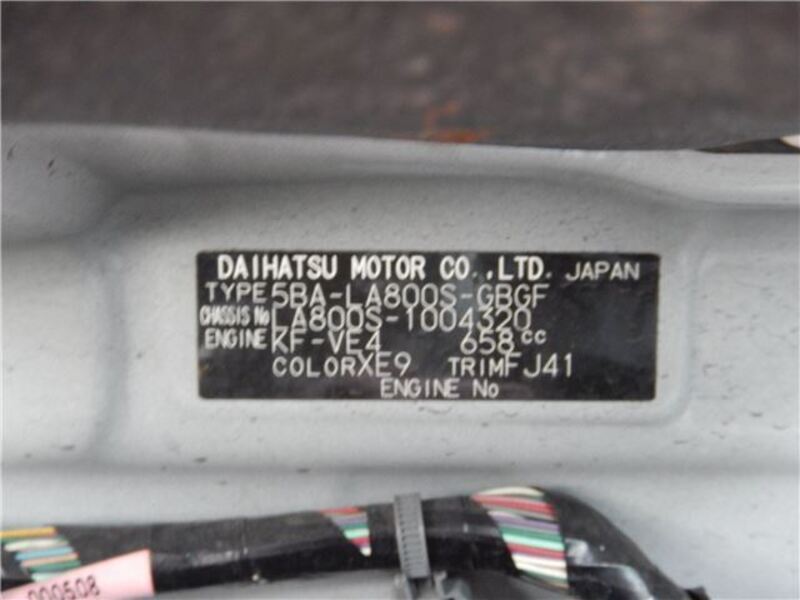 DAIHATSU MOTOR CO.,LTD. JAPAN
TYPE 5BA-LA800S-GBGF
CHASSIS No LA800S-1004320
ENGINE KF-VE4 658cc
COLOR XE9 TRIM FJ41
ENGINE No
000508